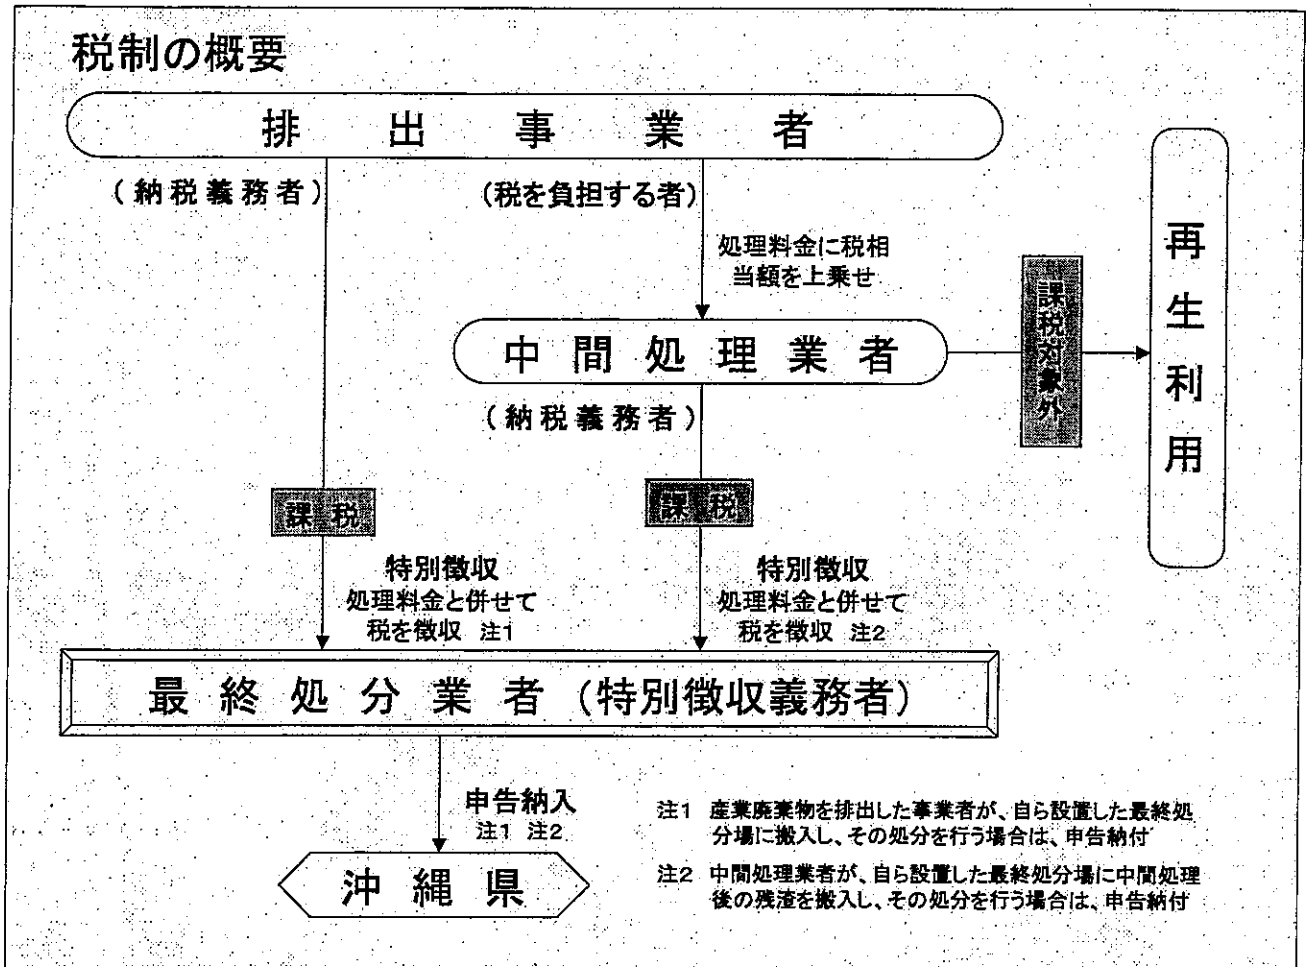 税制の概要
排出事業者
(納税義務者)
(税を負担する者)
処理料金に税相
当額を上乗せ
中間処理業者
課税対象外
再生利用
(納税義務者)
課税
課税
特別徴収
処理料金と併せて
税を徴収 注1
特別徴収
処理料金と併せて
税を徴収 注2
最終処分業者(特別徴収義務者)
申告納入
注1 注2
沖縄県
注1 産業廃棄物を排出した事業者が、自ら設置した最終処
分場に搬入し、その処分を行う場合は、申告納付
注2 中間処理業者が、自ら設置した最終処分場に中間処理
後の残渣を搬入し、その処分を行う場合は、申告納付